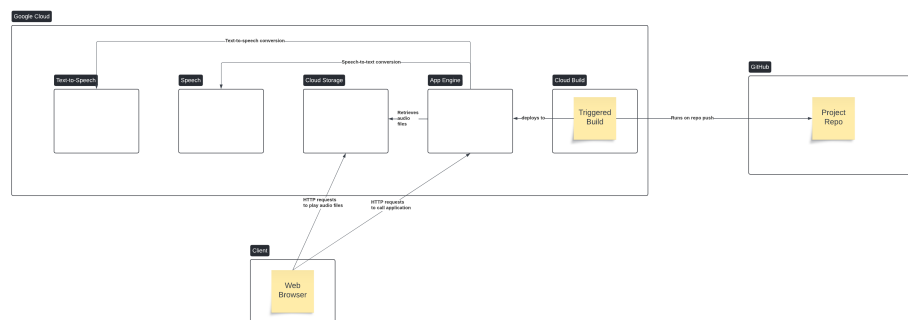 Google Cloud
Text-to-speech conversion
Speech-to-text conversion
GitHub
Text-to-Speech
Speech
Cloud Storage
App Engine
Cloud Build
Retrieves
audio
files
deploys to
Triggered
Build
Runs on repo push
Project
Repo
HTTP requests
to play audio files
HTTP requests
to call application
Client
Web
Browser